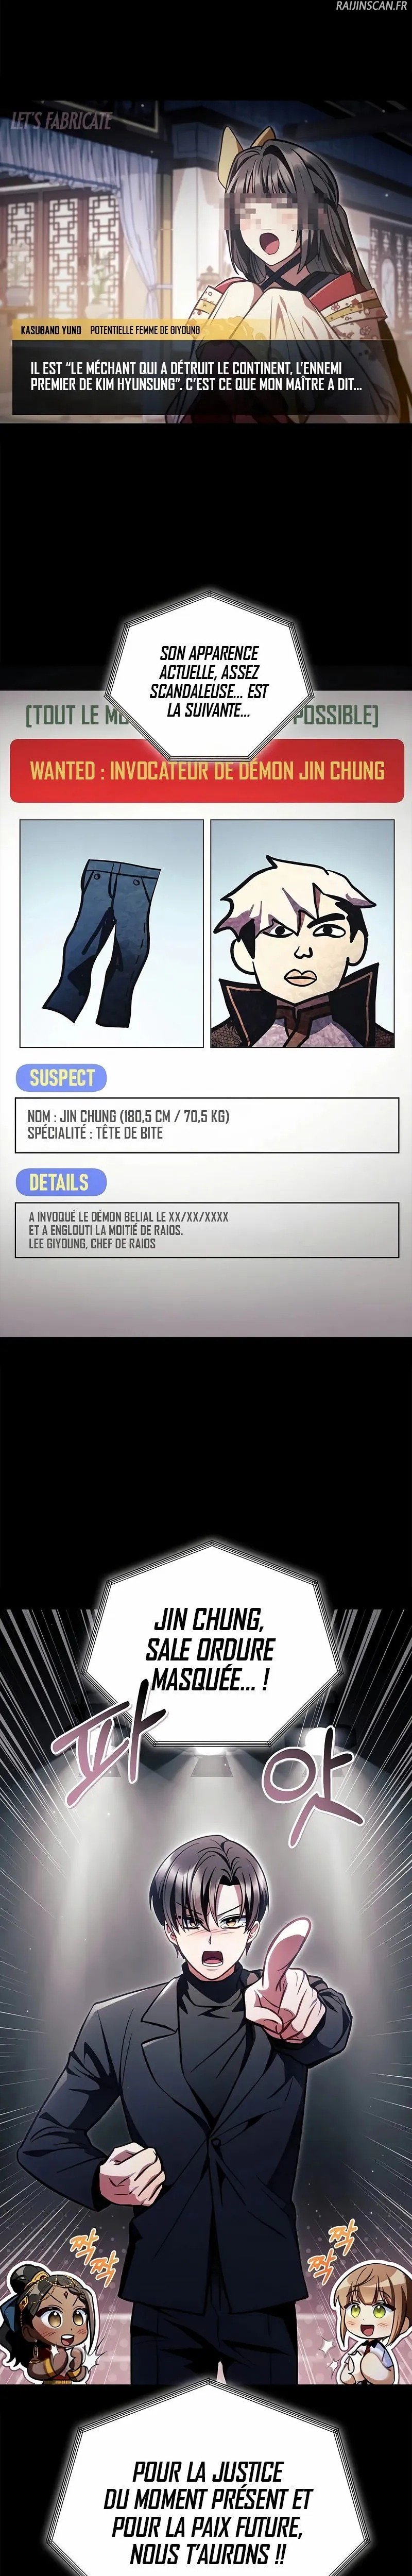 RAIJINSCAN.FR
LET'S FABRICATE
KASUGANO YUNO POTENTIELLE FEMME DE GIYOUNG
IL EST "LE MÉCHANT QUI A DÉTRUIT LE CONTINENT, L'ENNEMI
PREMIER DE KIM HYUNSUNG". C'EST CE QUE MON MAÎTRE A DIT...
SON APPARENCE
ACTUELLE, ASSEZ
SCANDALEUSE... EST
LA SUIVANTE...
[TOUT LE POSSIBLE]
WANTED : INVOCATEUR DE DÉMON JIN CHUNG
SUSPECT
NOM : JIN CHUNG (180,5 CM / 70,5 KG)
SPÉCIALITÉ : TÊTE DE BITE
DETAILS
A INVOQUÉ LE DÉMON BELIAL LE XX/XX/XXXX
ET A ENGLOUTI LA MOITIÉ DE RAIOS.
LEE GIYOUNG, CHEF DE RAIOS
JIN CHUNG,
SALE ORDURE
MASQUÉE... !
파앗
짝짝
짝짝
POUR LA JUSTICE
DU MOMENT PRÉSENT ET
POUR LA PAIX FUTURE,
NOUS T'AURONS !!